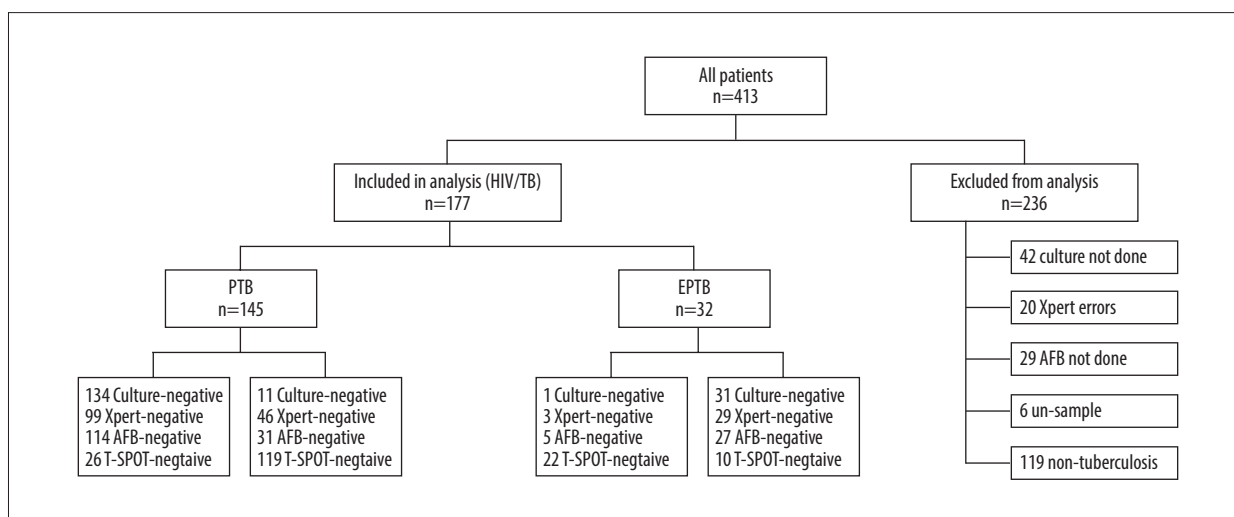 All patients
n=413
Included in analysis (HIV/TB)
n=177
Excluded from analysis
n=236
PTB
n=145
EPTB
n=32
42 culture not done
20 Xpert errors
29 AFB not done
6 un-sample
119 non-tuberculosis
134 Culture-negative
99 Xpert-negative
114 AFB-negative
26 T-SPOT-negtaive
11 Culture-negative
46 Xpert-negative
31 AFB-negative
119 T-SPOT-negtaive
1 Culture-negative
3 Xpert-negative
5 AFB-negative
22 T-SPOT-negtaive
31 Culture-negative
29 Xpert-negative
27 AFB-negative
10 T-SPOT-negtaive